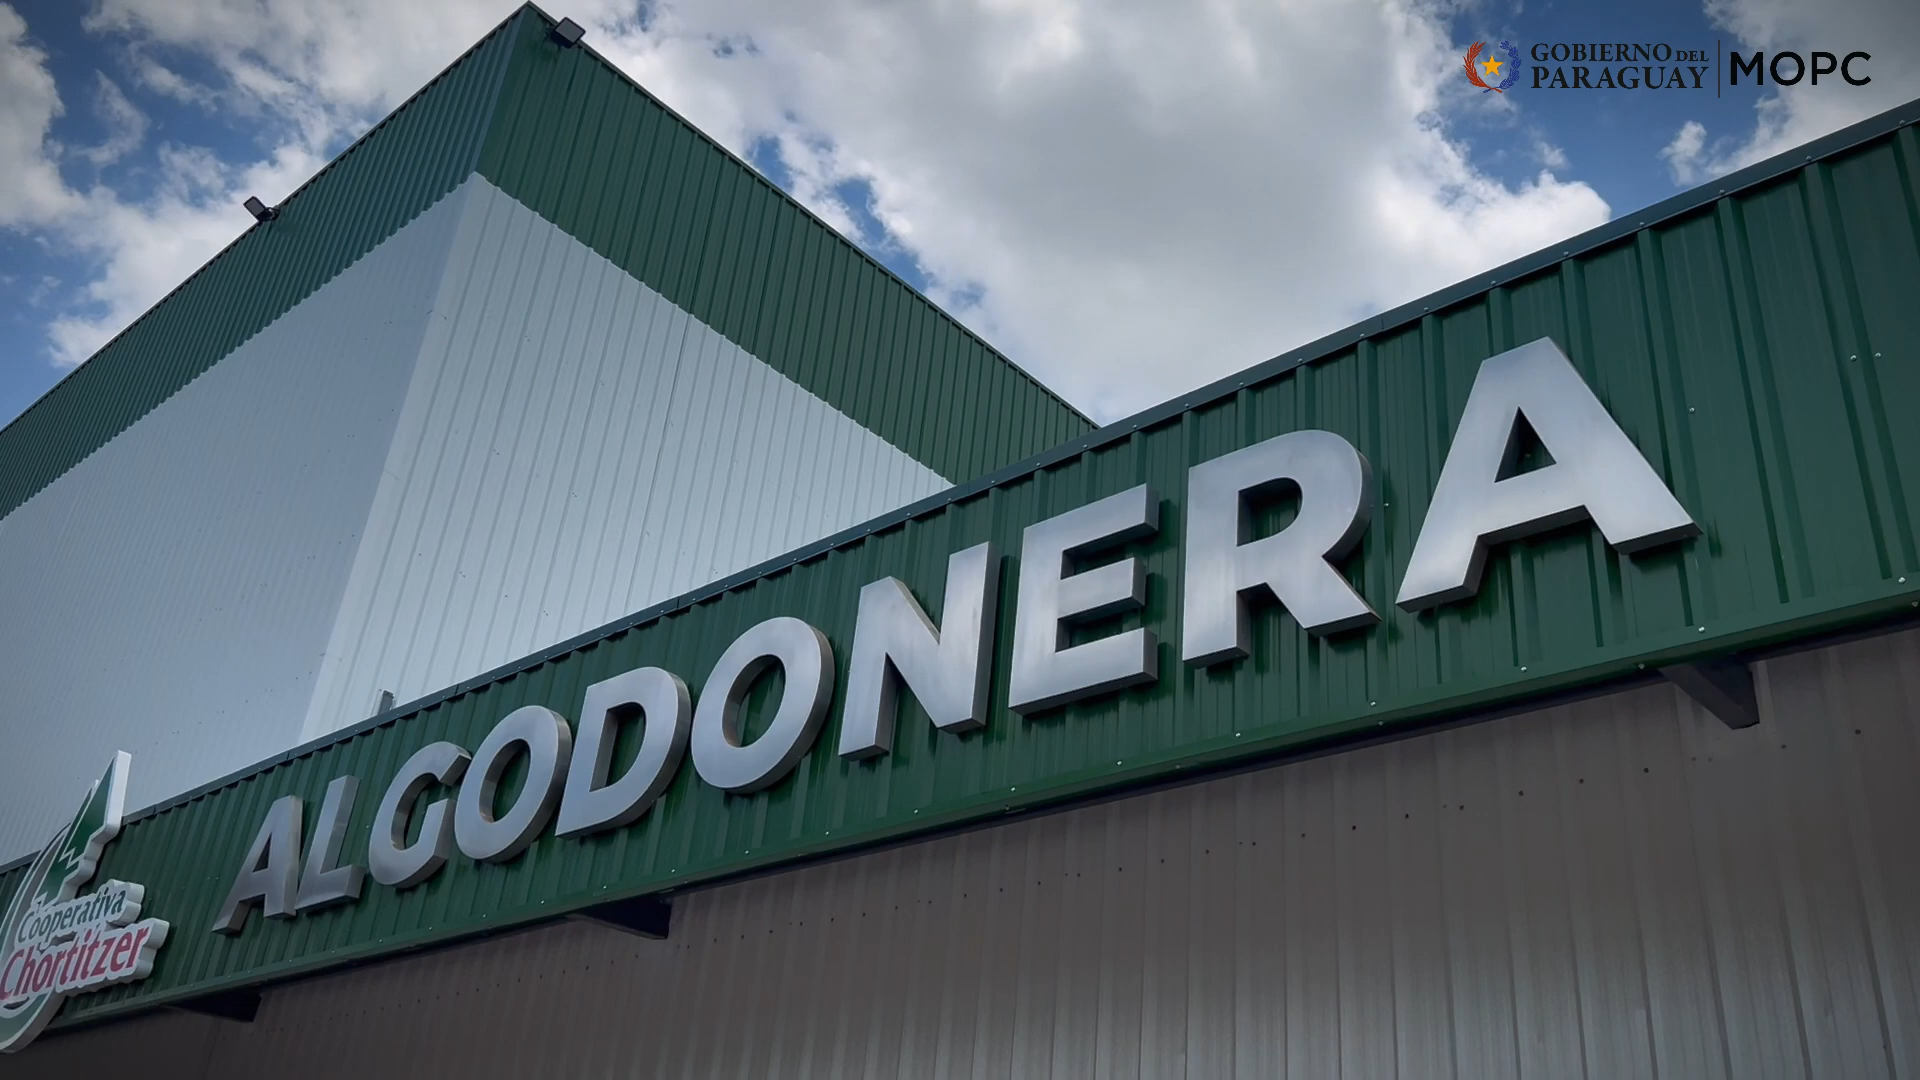 GOBIERNO DEL
PARAGUAY
MOPC
ALGODONERA
Cooperativa
Chortitzer